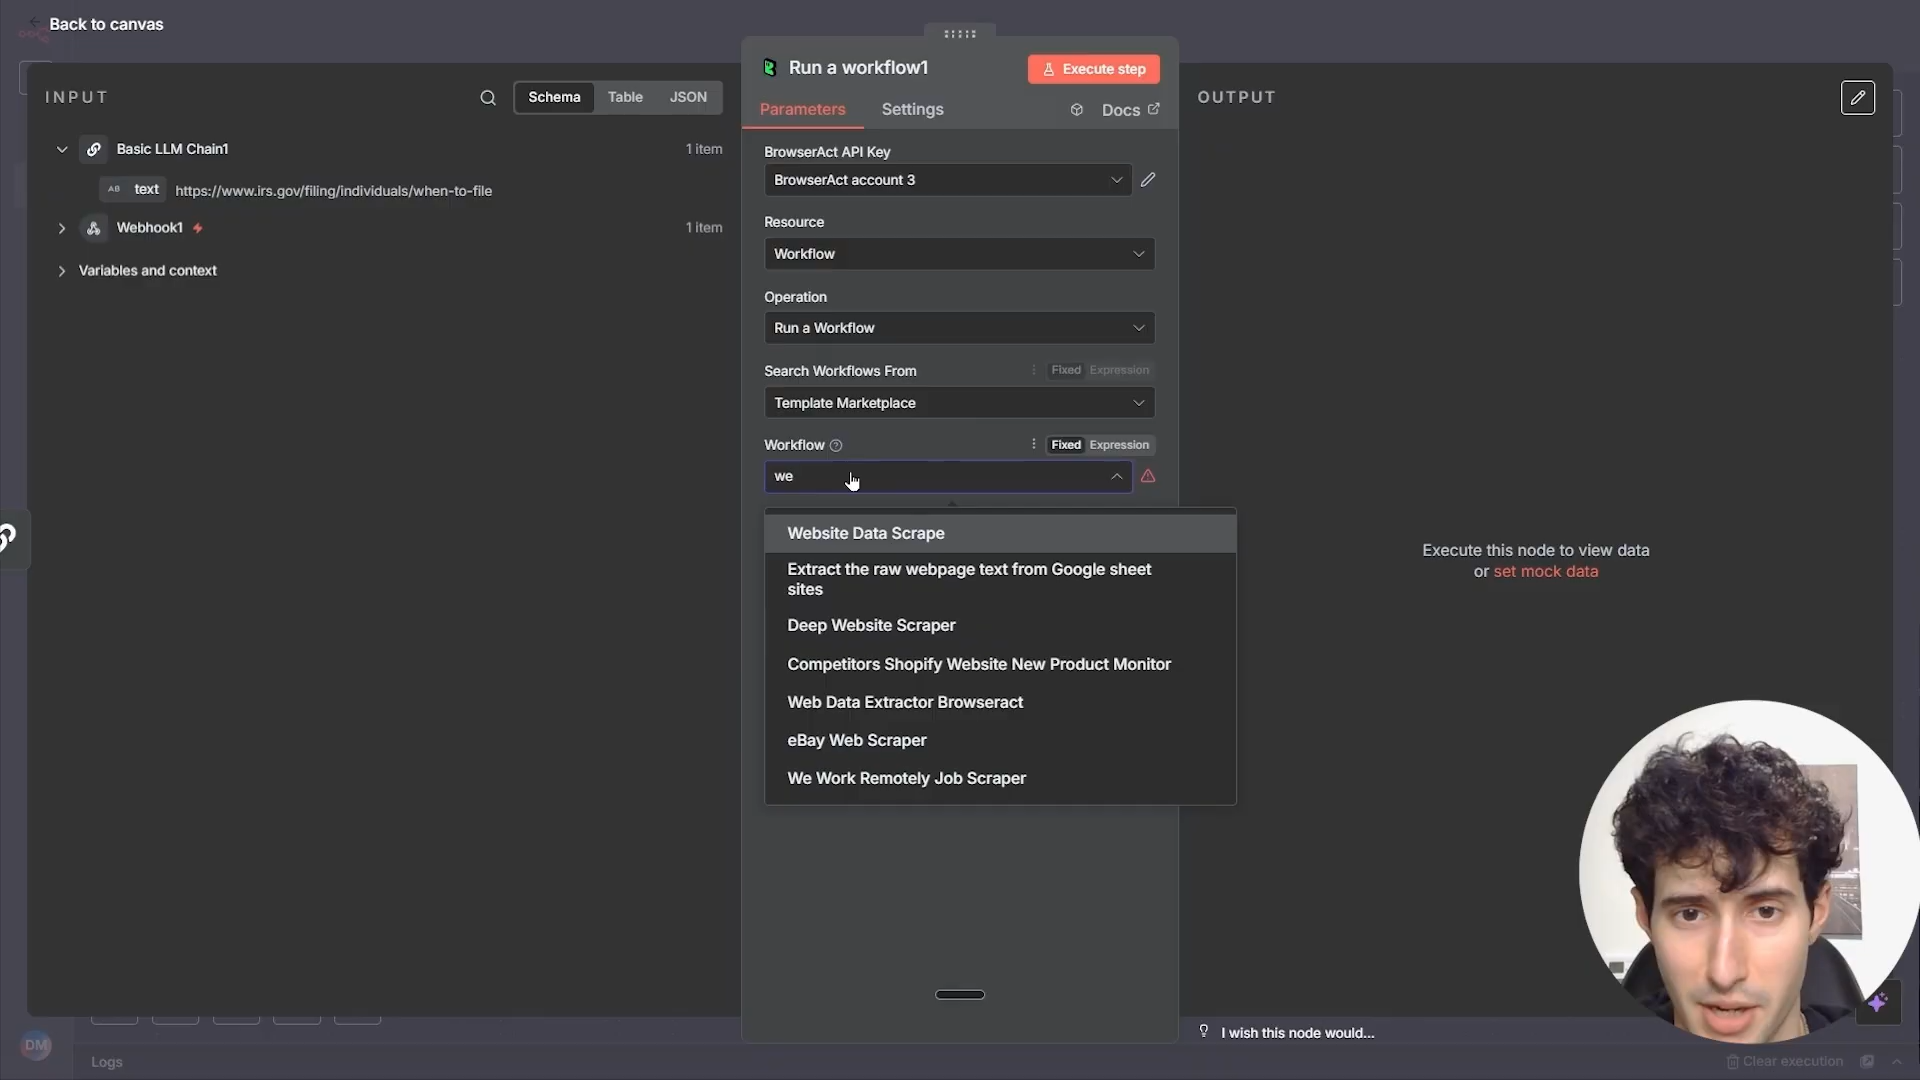 Back to canvas
INPUT
Schema
Table
JSON
Basic LLM Chain1
1 item
AB
text
https://www.irs.gov/filing/individuals/when-to-file
Webhook1
1 item
Variables and context
Run a workflow1
Execute step
Parameters
Settings
Docs
BrowserAct API Key
BrowserAct account 3
Resource
Workflow
Operation
Run a Workflow
Search Workflows From
Fixed Expression
Template Marketplace
Workflow
Fixed Expression
we
Website Data Scrape
Extract the raw webpage text from Google sheet
sites
Deep Website Scraper
Competitors Shopify Website New Product Monitor
Web Data Extractor Browseract
eBay Web Scraper
We Work Remotely Job Scraper
OUTPUT
Execute this node to view data
or set mock data
I wish this node would...
DM
Logs
Clear execution